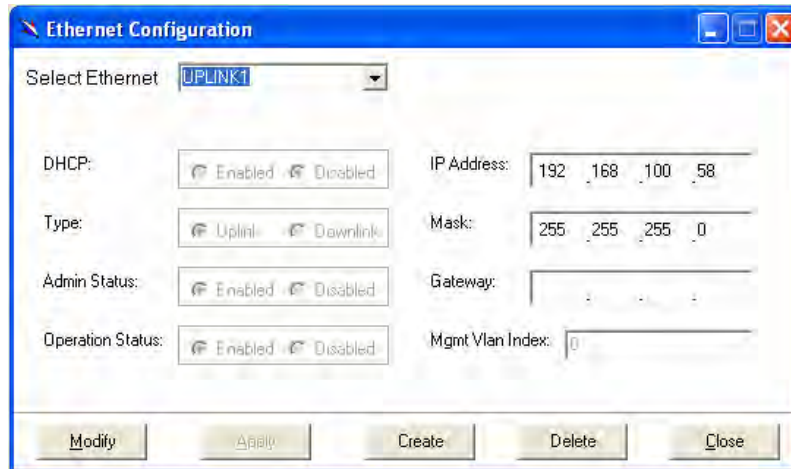 Ethernet Configuration
Select Ethernet UPLINK1
DHCP: Enabled Disabled IP Address: 192 .168 .100 .58
Type: Uplink Downlink Mask: 255 .255 .255 .0
Admin Status: Enabled Disabled Gateway: . . .
Operation Status: Enabled Disabled Mgmt Vlan Index: 0
Modify Apply Create Delete Close